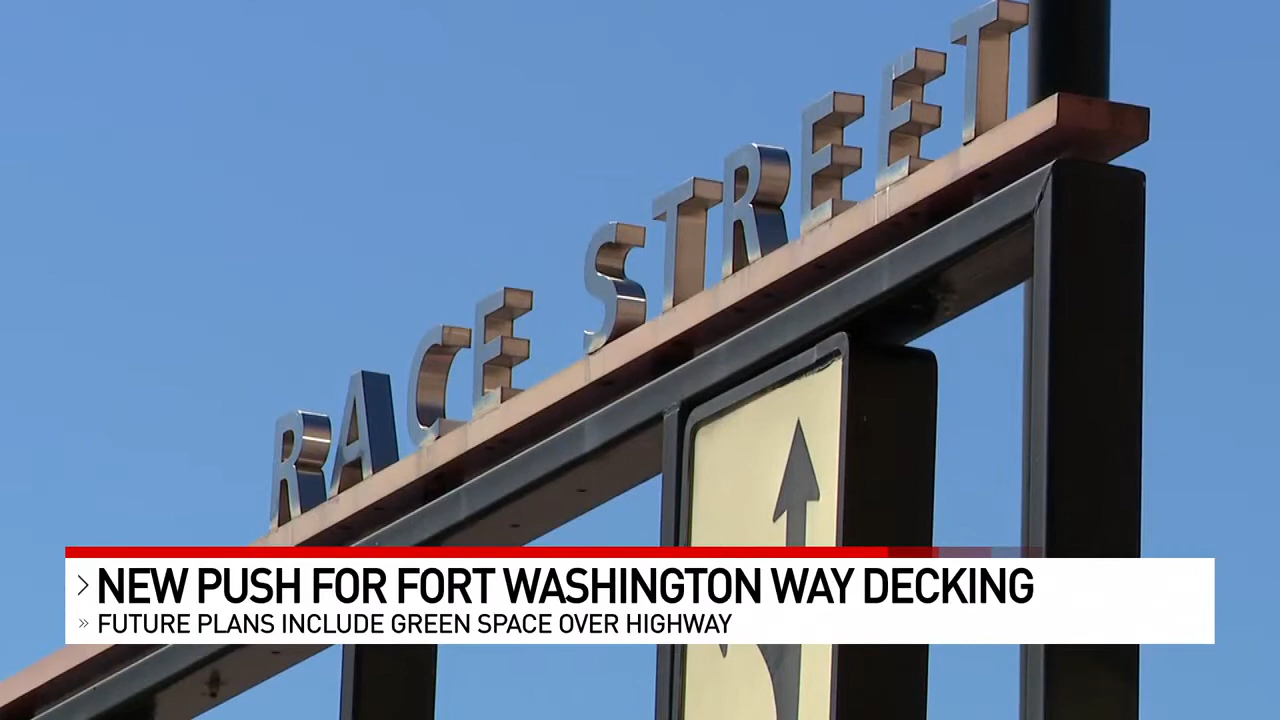 RACE STREET
NEW PUSH FOR FORT WASHINGTON WAY DECKING
FUTURE PLANS INCLUDE GREEN SPACE OVER HIGHWAY